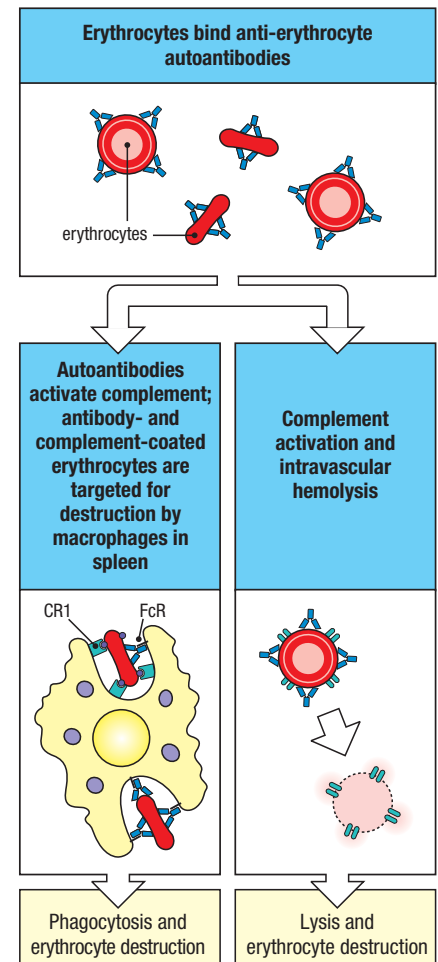 Erythrocytes bind anti-erythrocyte
autoantibodies
erythrocytes
Autoantibodies
activate complement;
antibody- and
complement-coated
erythrocytes are
targeted for
destruction by
macrophages in
spleen
Complement
activation and
intravascular
hemolysis
CR1
FcR
Phagocytosis and
erythrocyte destruction
Lysis and
erythrocyte destruction